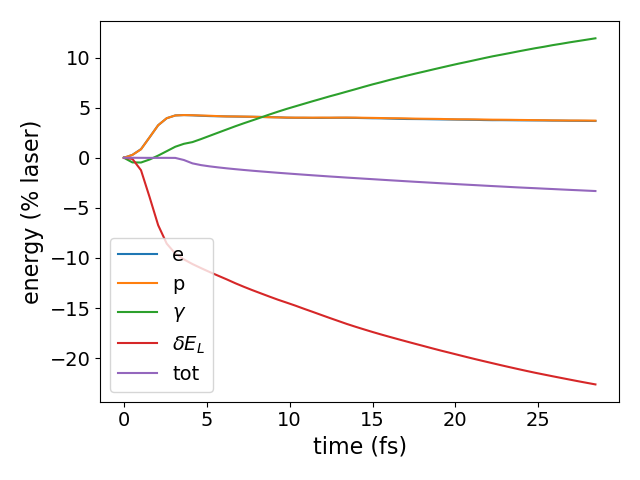 energy (% laser)
10
5
0
−5
−10
−15
−20
e
p
γ
δE_L
tot
0
5
10
15
20
25
time (fs)